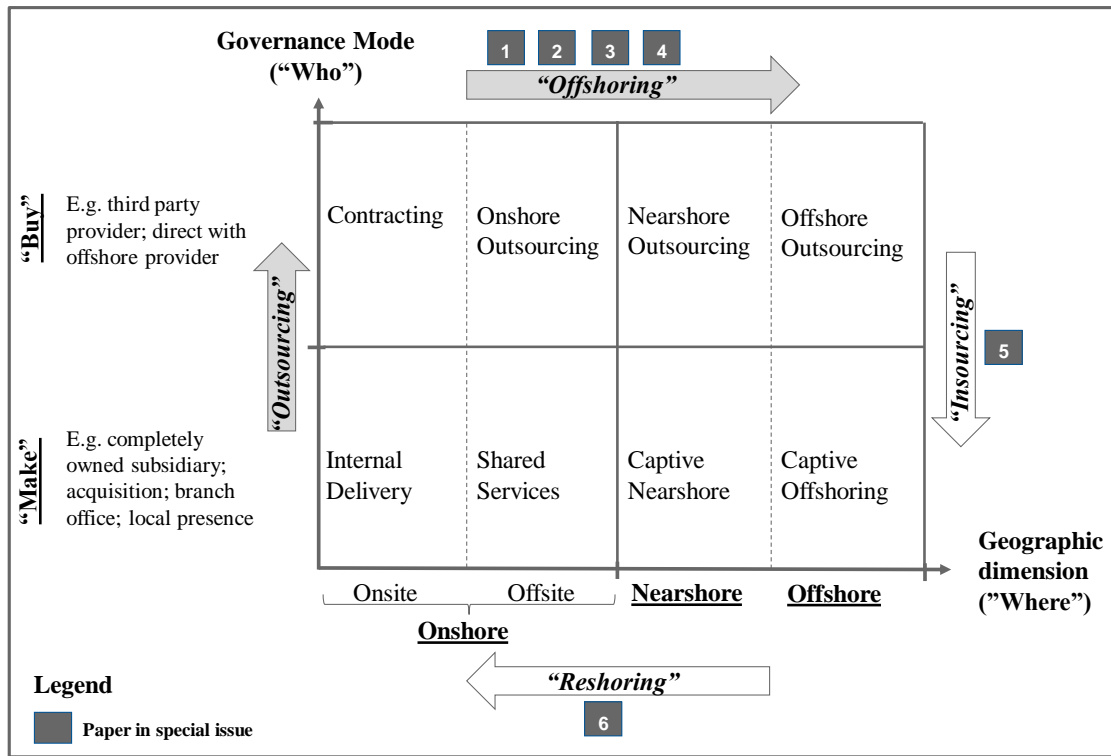 Governance Mode
(“Who”)
1 2 3 4
“Offshoring”
“Buy”
E.g. third party
provider; direct with
offshore provider
“Outsourcing”
Contracting
Onshore
Outsourcing
Nearshore
Outsourcing
Offshore
Outsourcing
“Insourcing”
5
“Make”
E.g. completely
owned subsidiary;
acquisition; branch
office; local presence
Internal
Delivery
Shared
Services
Captive
Nearshore
Captive
Offshoring
Geographic
dimension
(”Where”)
Onsite
Offsite
Nearshore
Offshore
Onshore
“Reshoring”
6
Legend
Paper in special issue